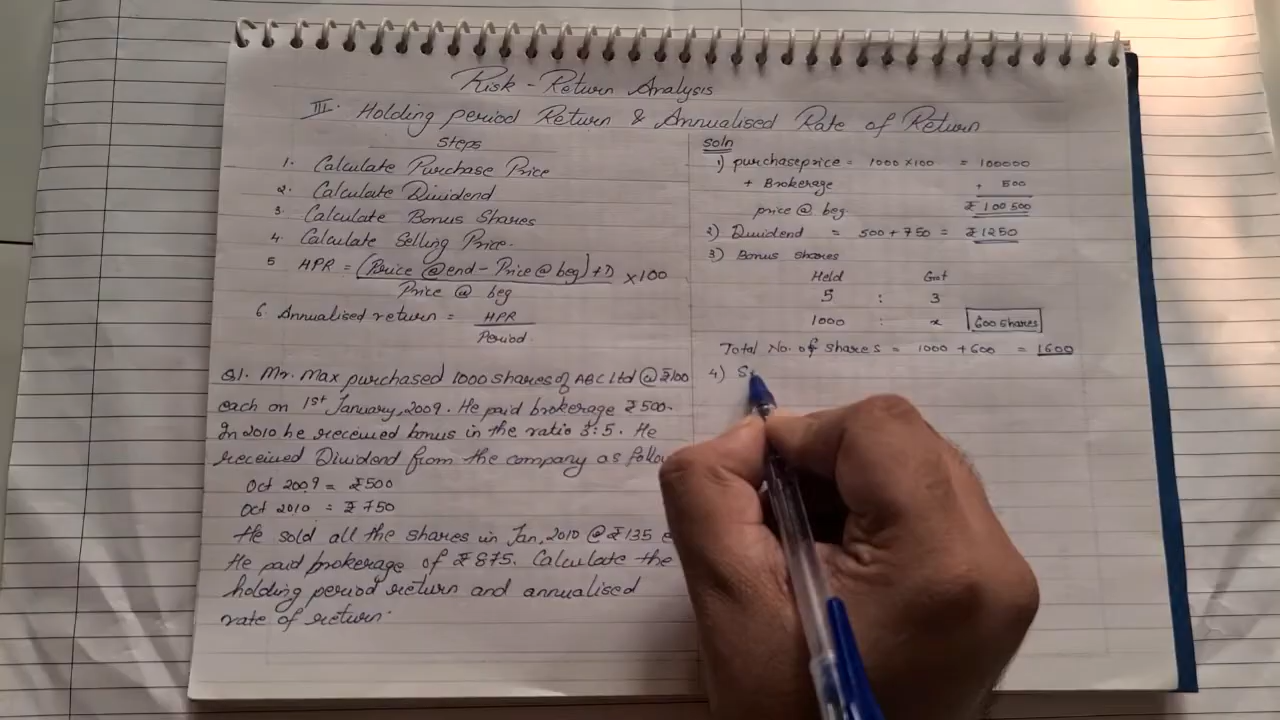 Risk - Return Analysis
III. Holding period Return & Annualised Rate of Return
Steps
1. Calculate Purchase Price
2. Calculate Dividend
3. Calculate Bonus Shares
4. Calculate Selling Price.
5 HPR = (Price @ end - Price @ beg) + D × 100
Price @ beg
6. Annualised return = HPR
Period.
Q1. Mr. Max purchased 1000 shares of ABC Ltd @ ₹100
each on 1st January, 2009. He paid brokerage ₹500.
In 2010 he received bonus in the ratio 3:5. He
received Dividend from the company as
Oct 2009 = ₹500
Oct 2010 = ₹750
He sold all the shares in Jan, 2010 @ ₹135
He paid brokerage of ₹875. Calculate the
holding period return and annualised
rate of return.
Soln
1) purchase price = 1000 × 100 = 100000
+ Brokerage + 500
price @ beg. ₹ 100500
2) Dividend = 500 + 750 = ₹1250
3) Bonus shares
Held Got
5 : 3
1000 : x 600 shares
Total No. of shares = 1000 + 600 = 1600
4) S